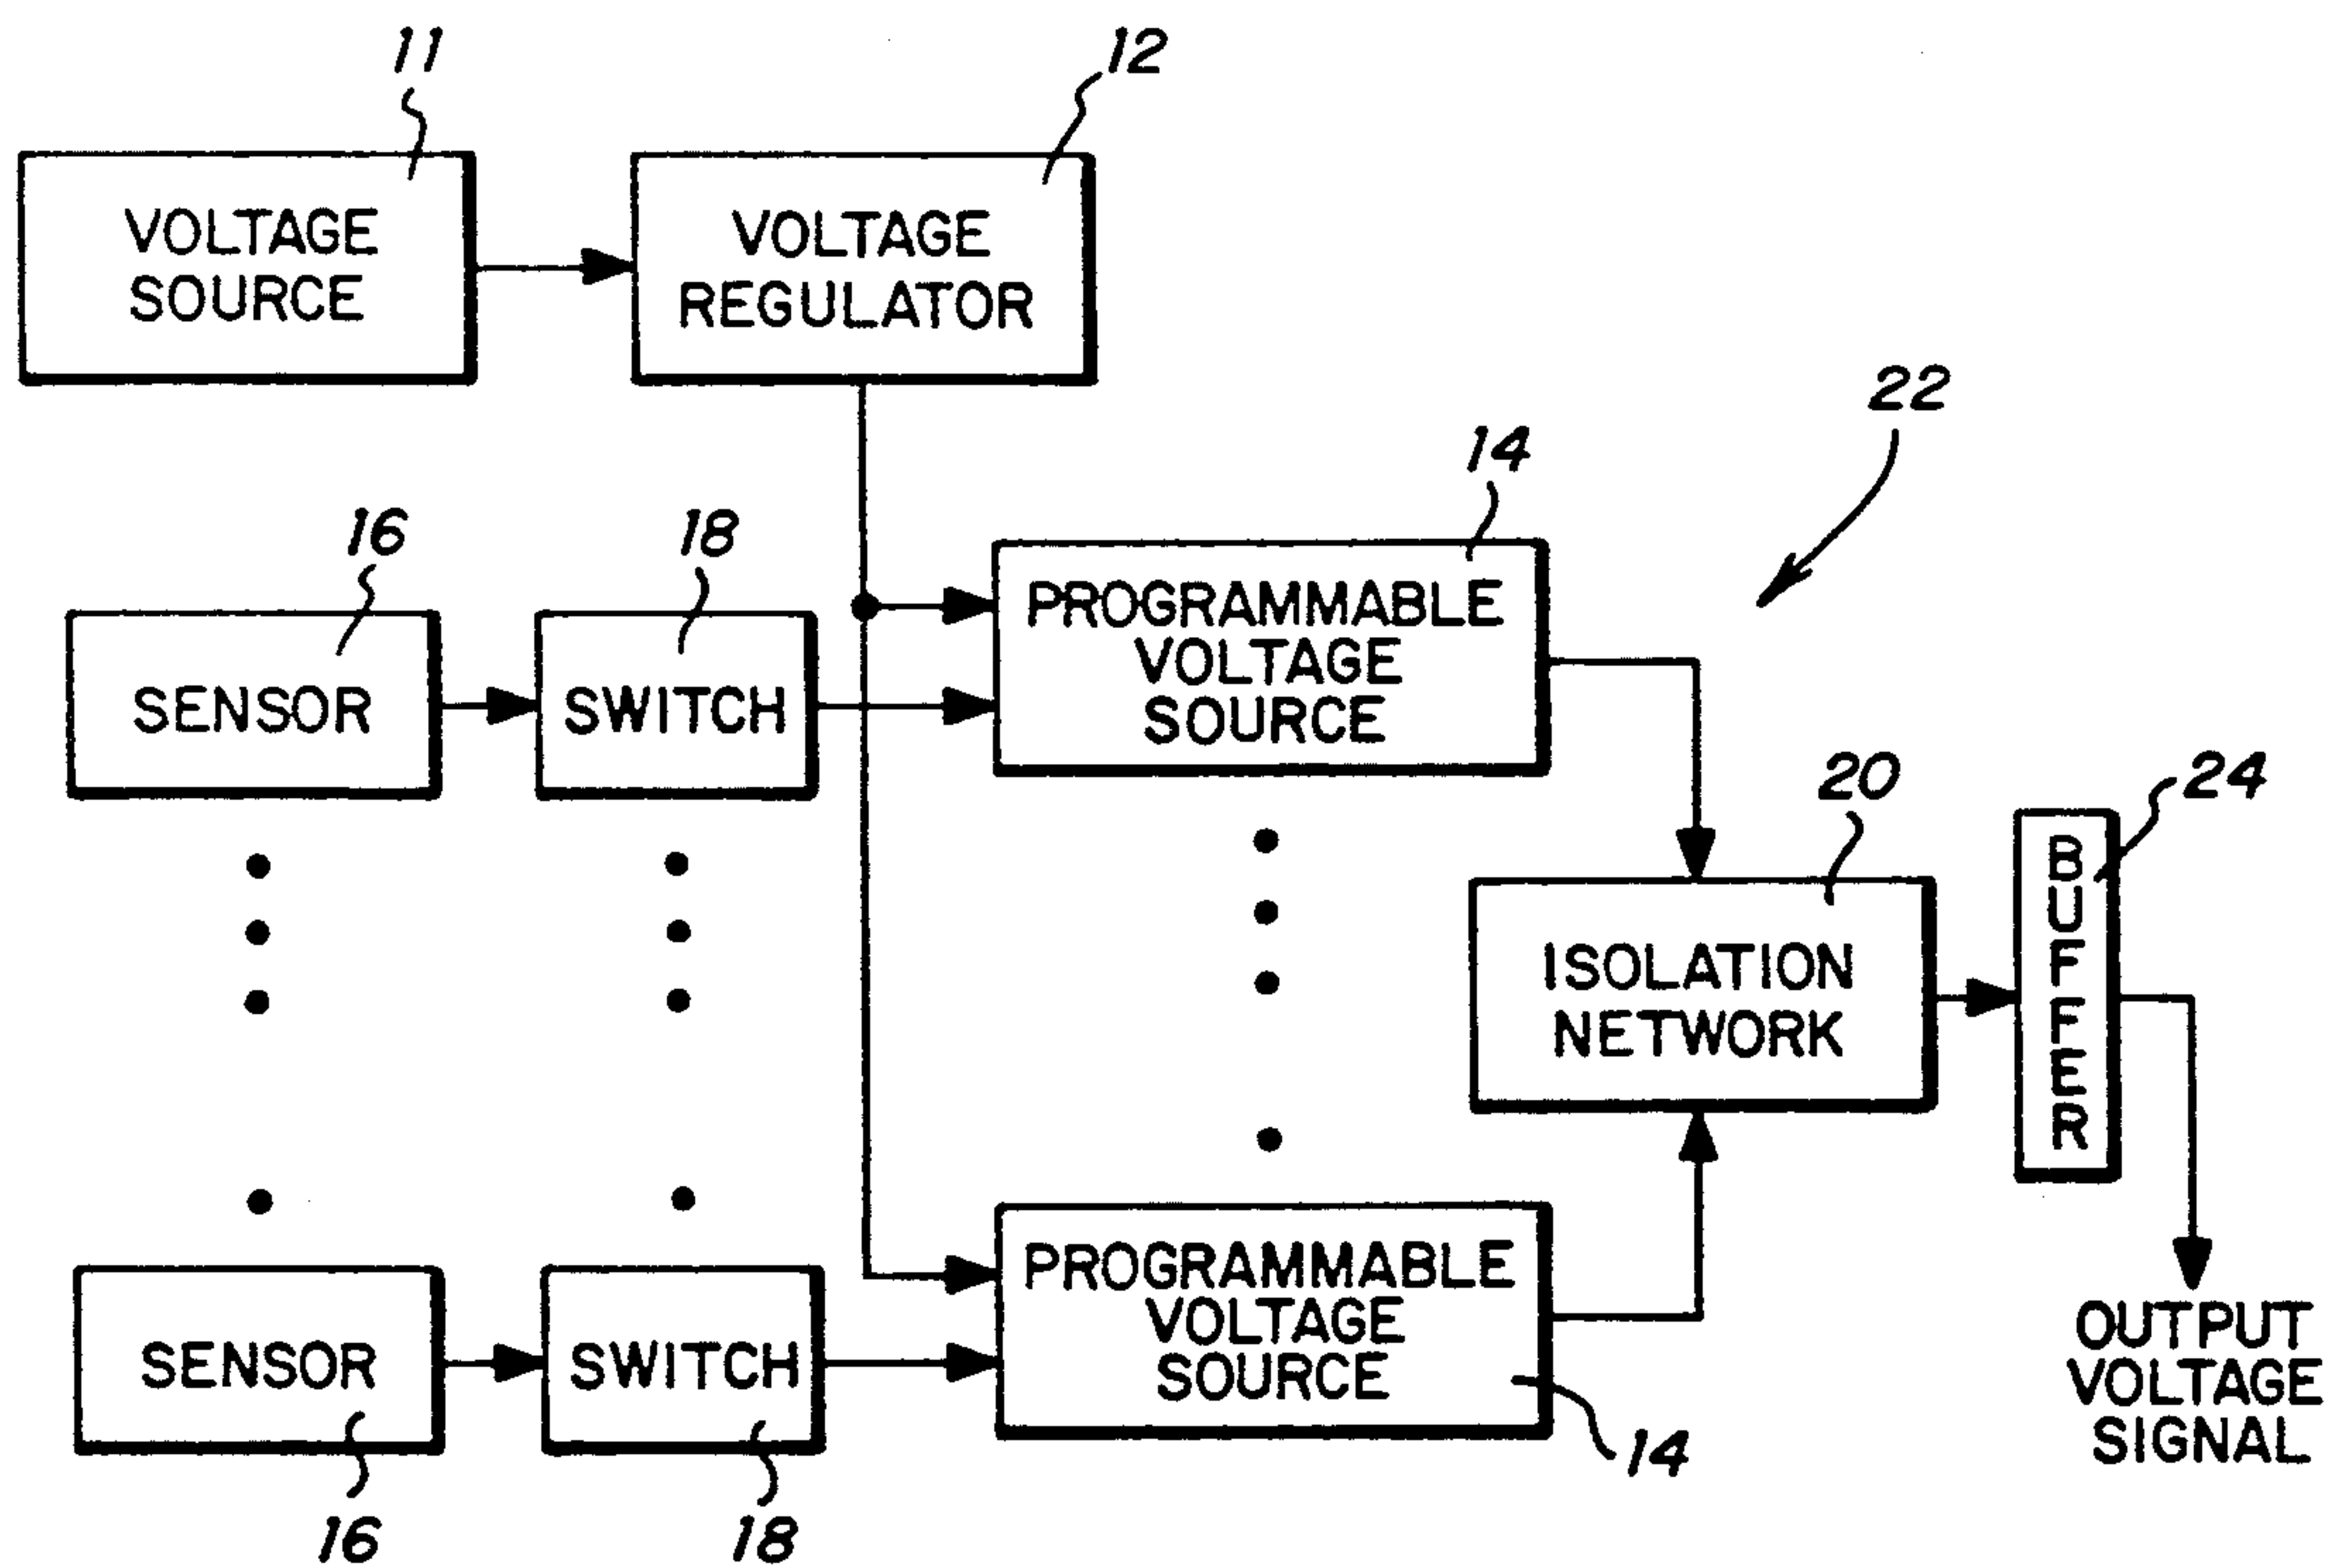 11
12
VOLTAGE
SOURCE
VOLTAGE
REGULATOR
22
14
16
18
PROGRAMMABLE
VOLTAGE
SOURCE
SENSOR
SWITCH
20
24
ISOLATION
NETWORK
BUFFER
PROGRAMMABLE
VOLTAGE
SOURCE
SENSOR
SWITCH
OUTPUT
VOLTAGE
SIGNAL
14
16
18